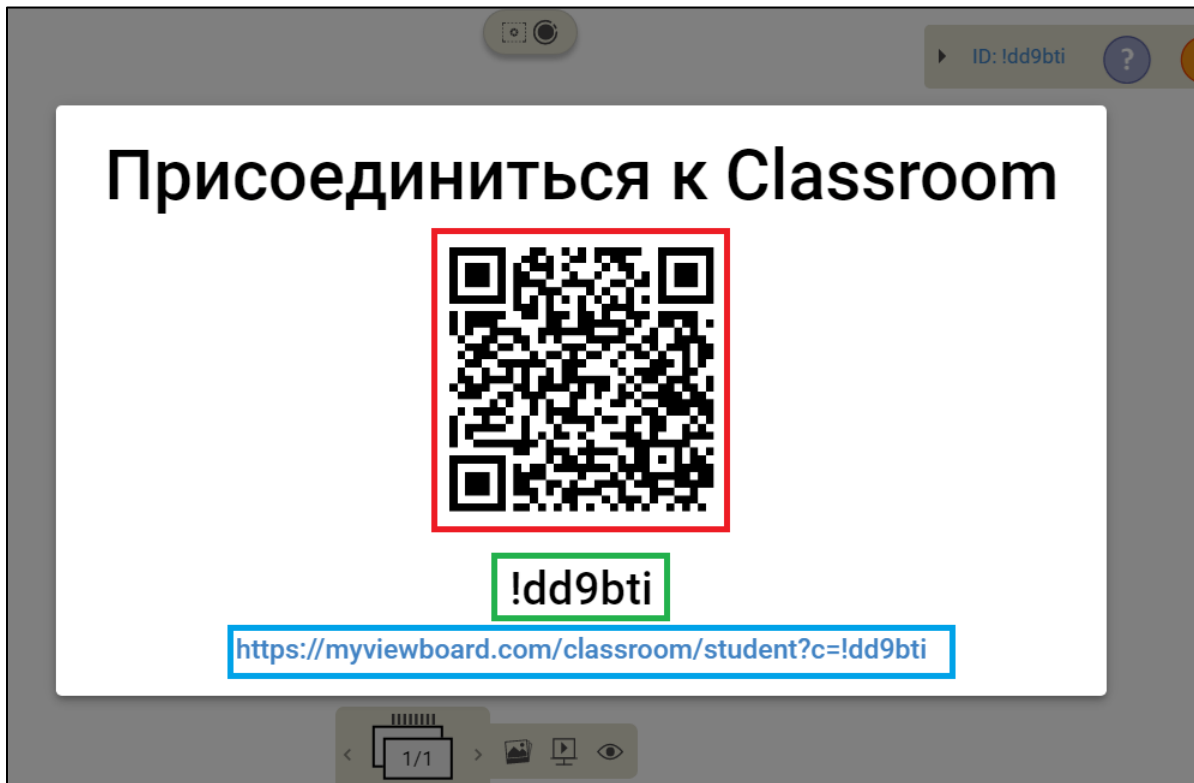 ID: !dd9bti
?
Присоединиться к Classroom
!dd9bti
https://myviewboard.com/classroom/student?c=!dd9bti
1/1